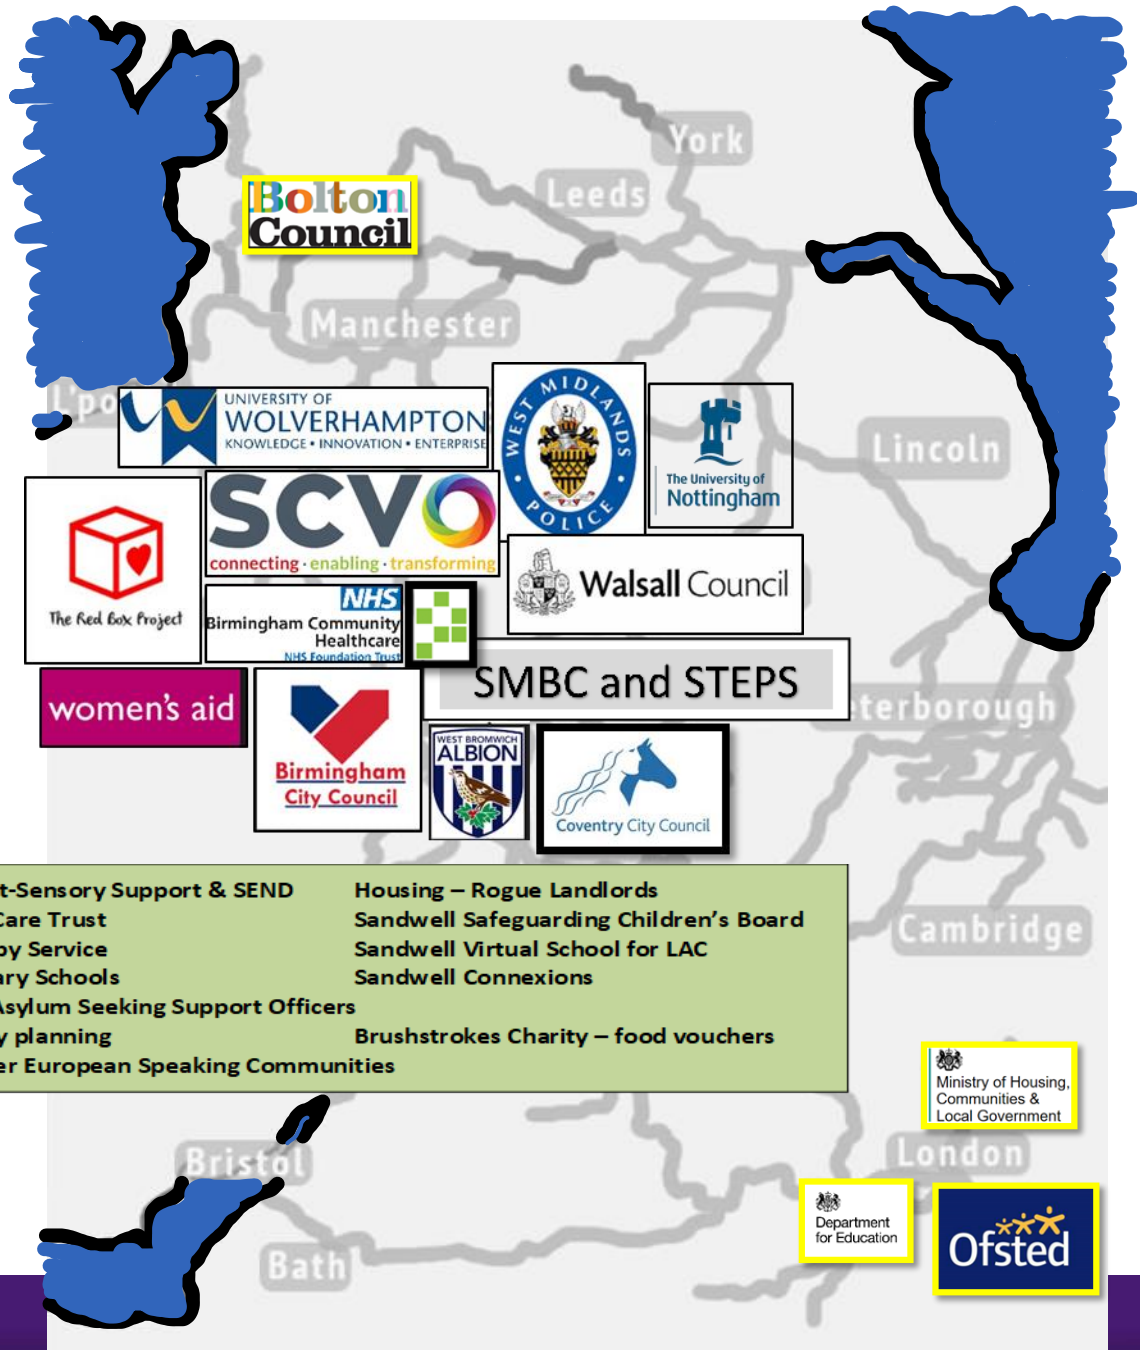 York
Leeds
Bolton
Council
Manchester
L'po
UNIVERSITY OF
WOLVERHAMPTON
KNOWLEDGE • INNOVATION • ENTERPRISE
WEST MIDLANDS
POLICE
The University of
Nottingham
Lincoln
SCVO
connecting · enabling · transforming
The Red Box Project
Walsall Council
NHS
Birmingham Community
Healthcare
NHS Foundation Trust
SMBC and STEPS
women's aid
eterborough
Birmingham
City Council
WEST BROMWICH
ALBION
Coventry City Council
t-Sensory Support & SEND Housing – Rogue Landlords
Care Trust Sandwell Safeguarding Children's Board
by Service Sandwell Virtual School for LAC
ary Schools Sandwell Connexions
Asylum Seeking Support Officers
y planning Brushstrokes Charity – food vouchers
er European Speaking Communities
Cambridge
Ministry of Housing,
Communities &
Local Government
Bristol
London
Department
for Education
Ofsted
Bath